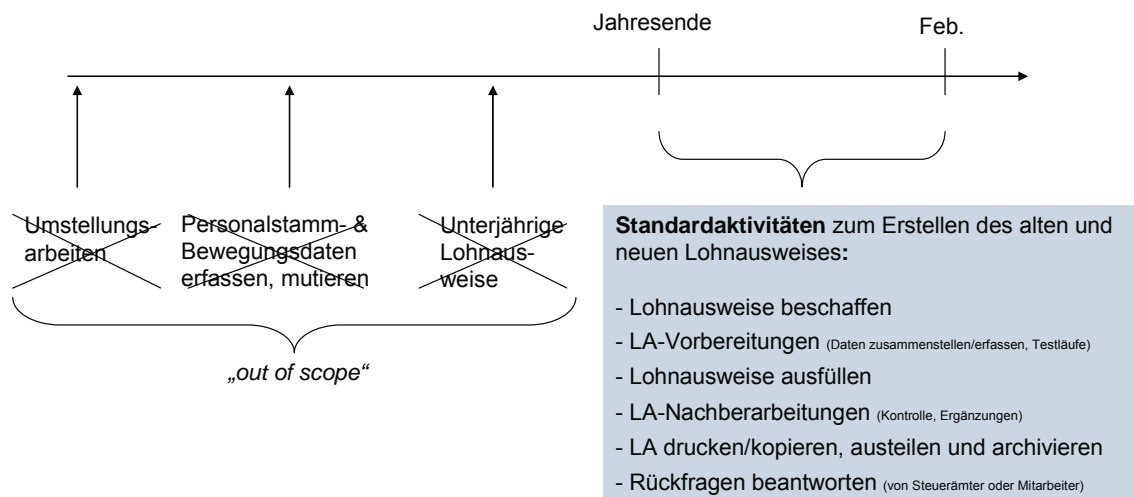 Jahresende
Feb.
Umstellungs-
arbeiten
Personalstamm- &
Bewegungsdaten
erfassen, mutieren
Unterjährige
Lohnaus-
weise
„out of scope“
Standardaktivitäten zum Erstellen des alten und
neuen Lohnausweises:
- Lohnausweise beschaffen
- LA-Vorbereitungen (Daten zusammenstellen/erfassen, Testläufe)
- Lohnausweise ausfüllen
- LA-Nachberarbeitungen (Kontrolle, Ergänzungen)
- LA drucken/kopieren, austeilen und archivieren
- Rückfragen beantworten (von Steuerämter oder Mitarbeiter)